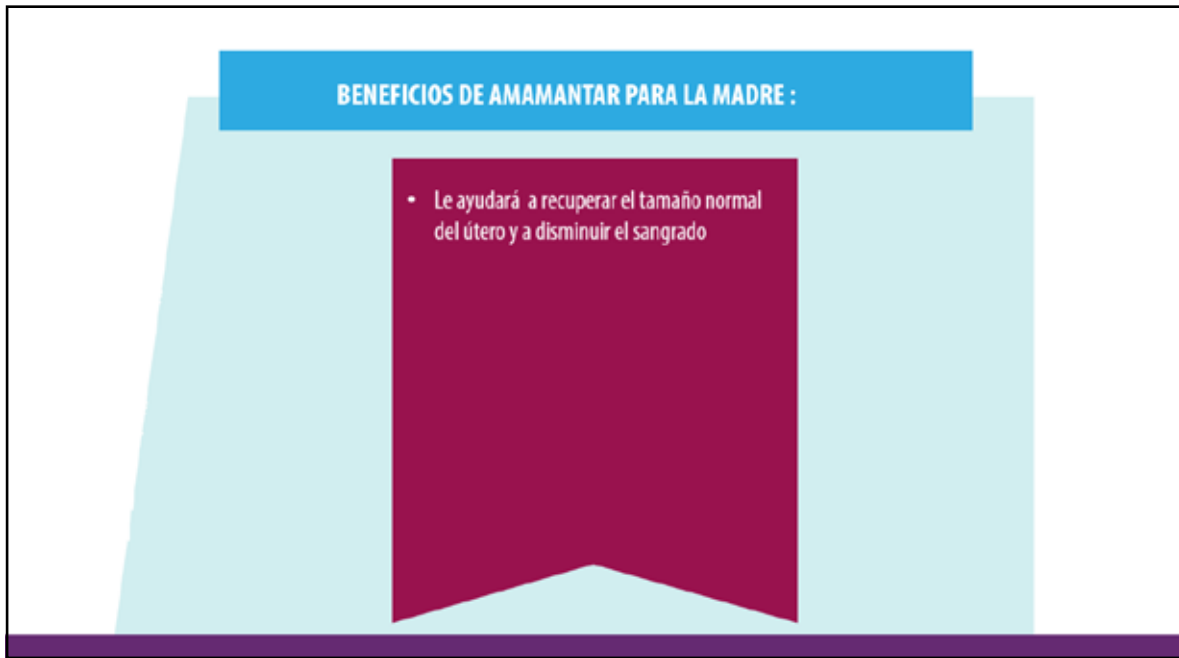 BENEFICIOS DE AMAMANTAR PARA LA MADRE :
• Le ayudará a recuperar el tamaño normal
del útero y a disminuir el sangrado